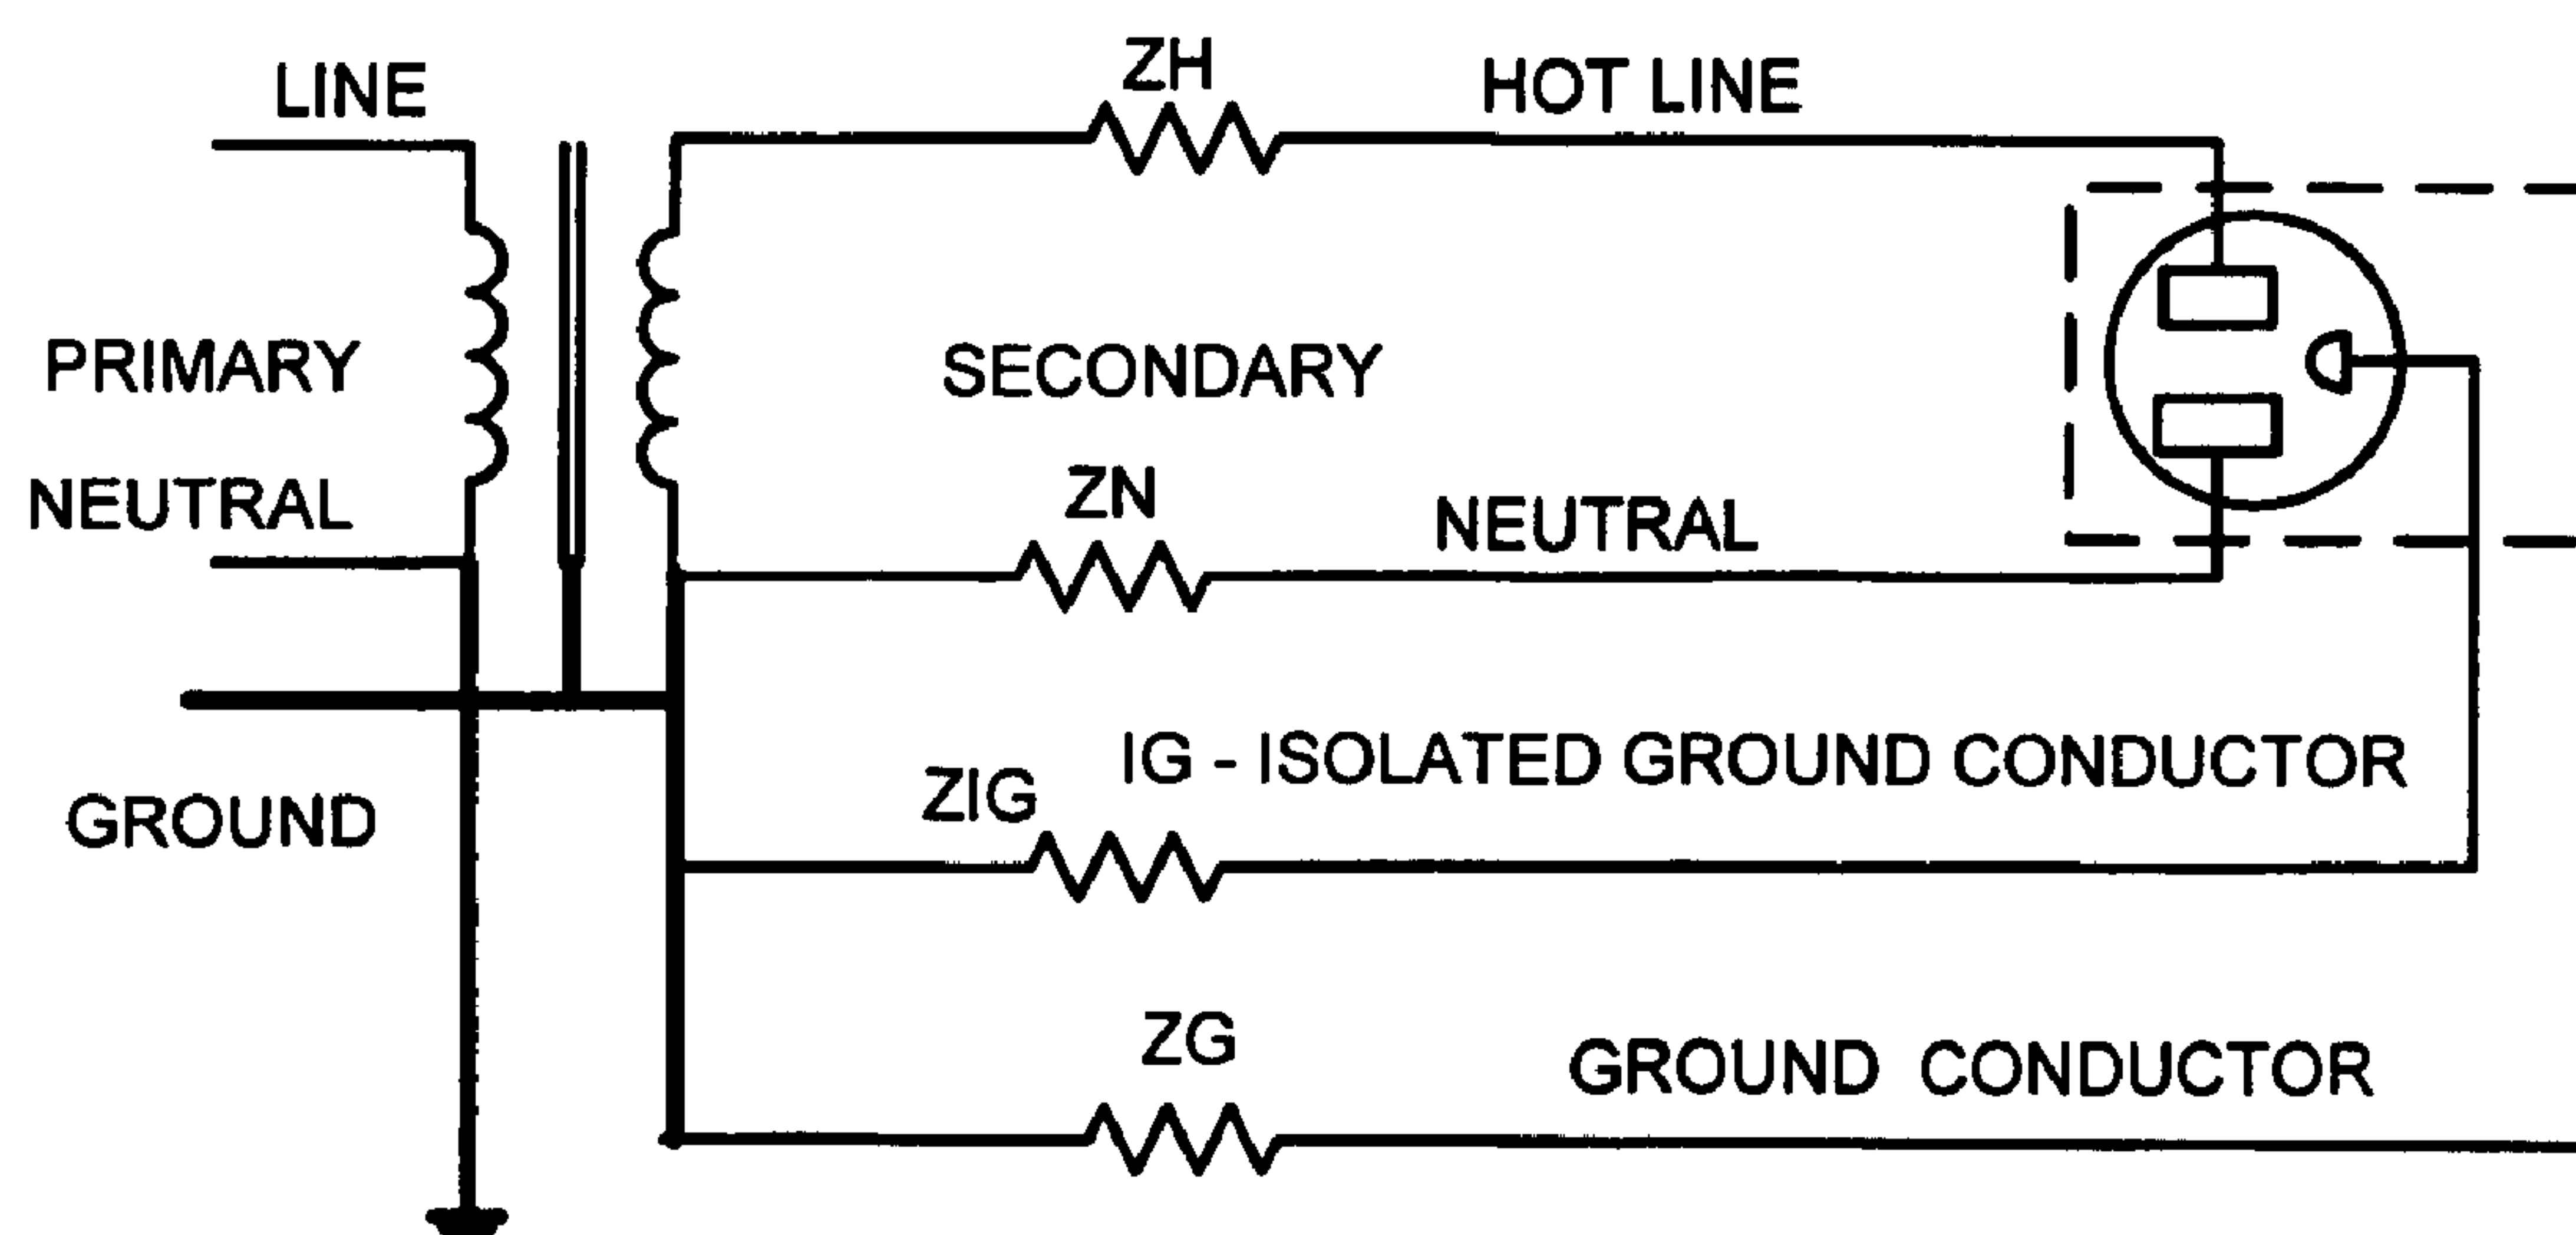 LINE
ZH
HOT LINE
PRIMARY
SECONDARY
NEUTRAL
ZN
NEUTRAL
GROUND
ZIG
IG - ISOLATED GROUND CONDUCTOR
ZG
GROUND CONDUCTOR